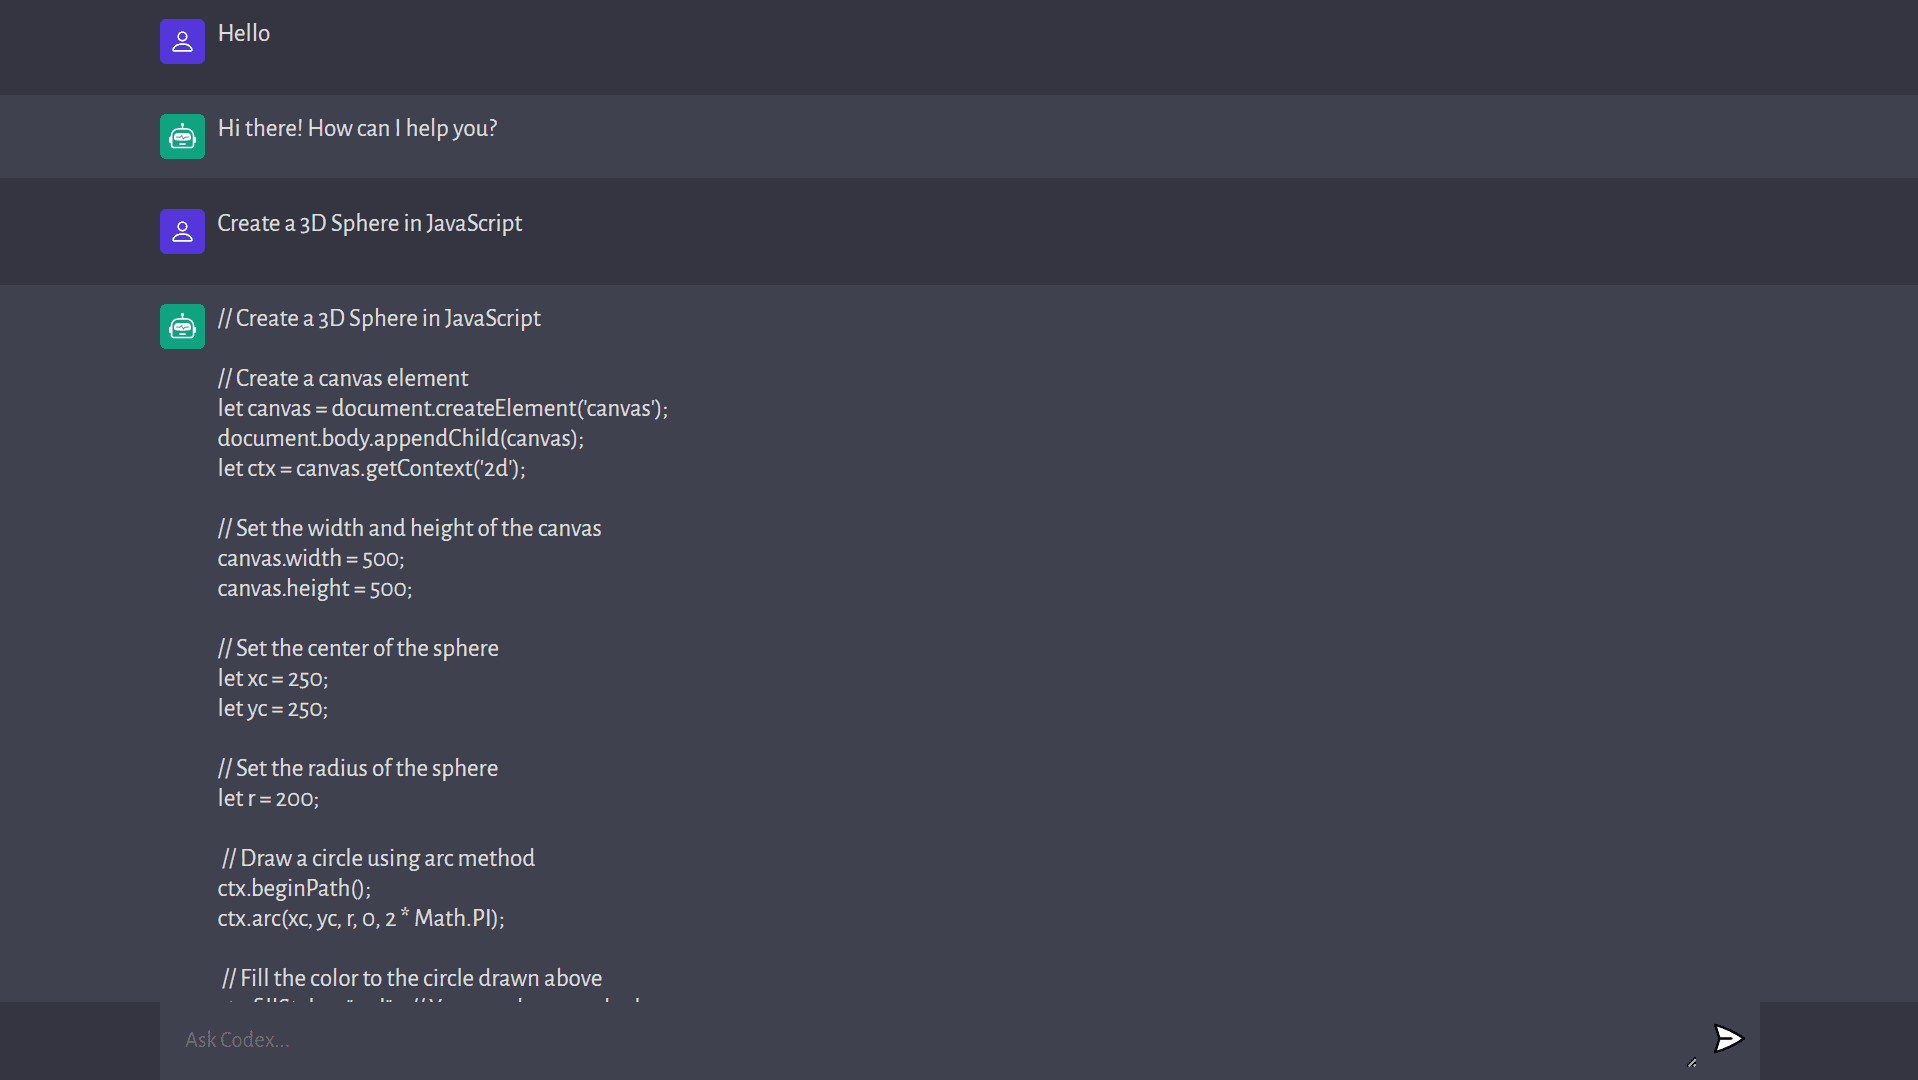 Hello
Hi there! How can I help you?
Create a 3D Sphere in JavaScript
// Create a 3D Sphere in JavaScript
// Create a canvas element
let canvas = document.createElement('canvas');
document.body.appendChild(canvas);
let ctx = canvas.getContext('2d');
// Set the width and height of the canvas
canvas.width = 500;
canvas.height = 500;
// Set the center of the sphere
let xc = 250;
let yc = 250;
// Set the radius of the sphere
let r = 200;
// Draw a circle using arc method
ctx.beginPath();
ctx.arc(xc, yc, r, 0, 2 * Math.PI);
// Fill the color to the circle drawn above
Ask Codex...